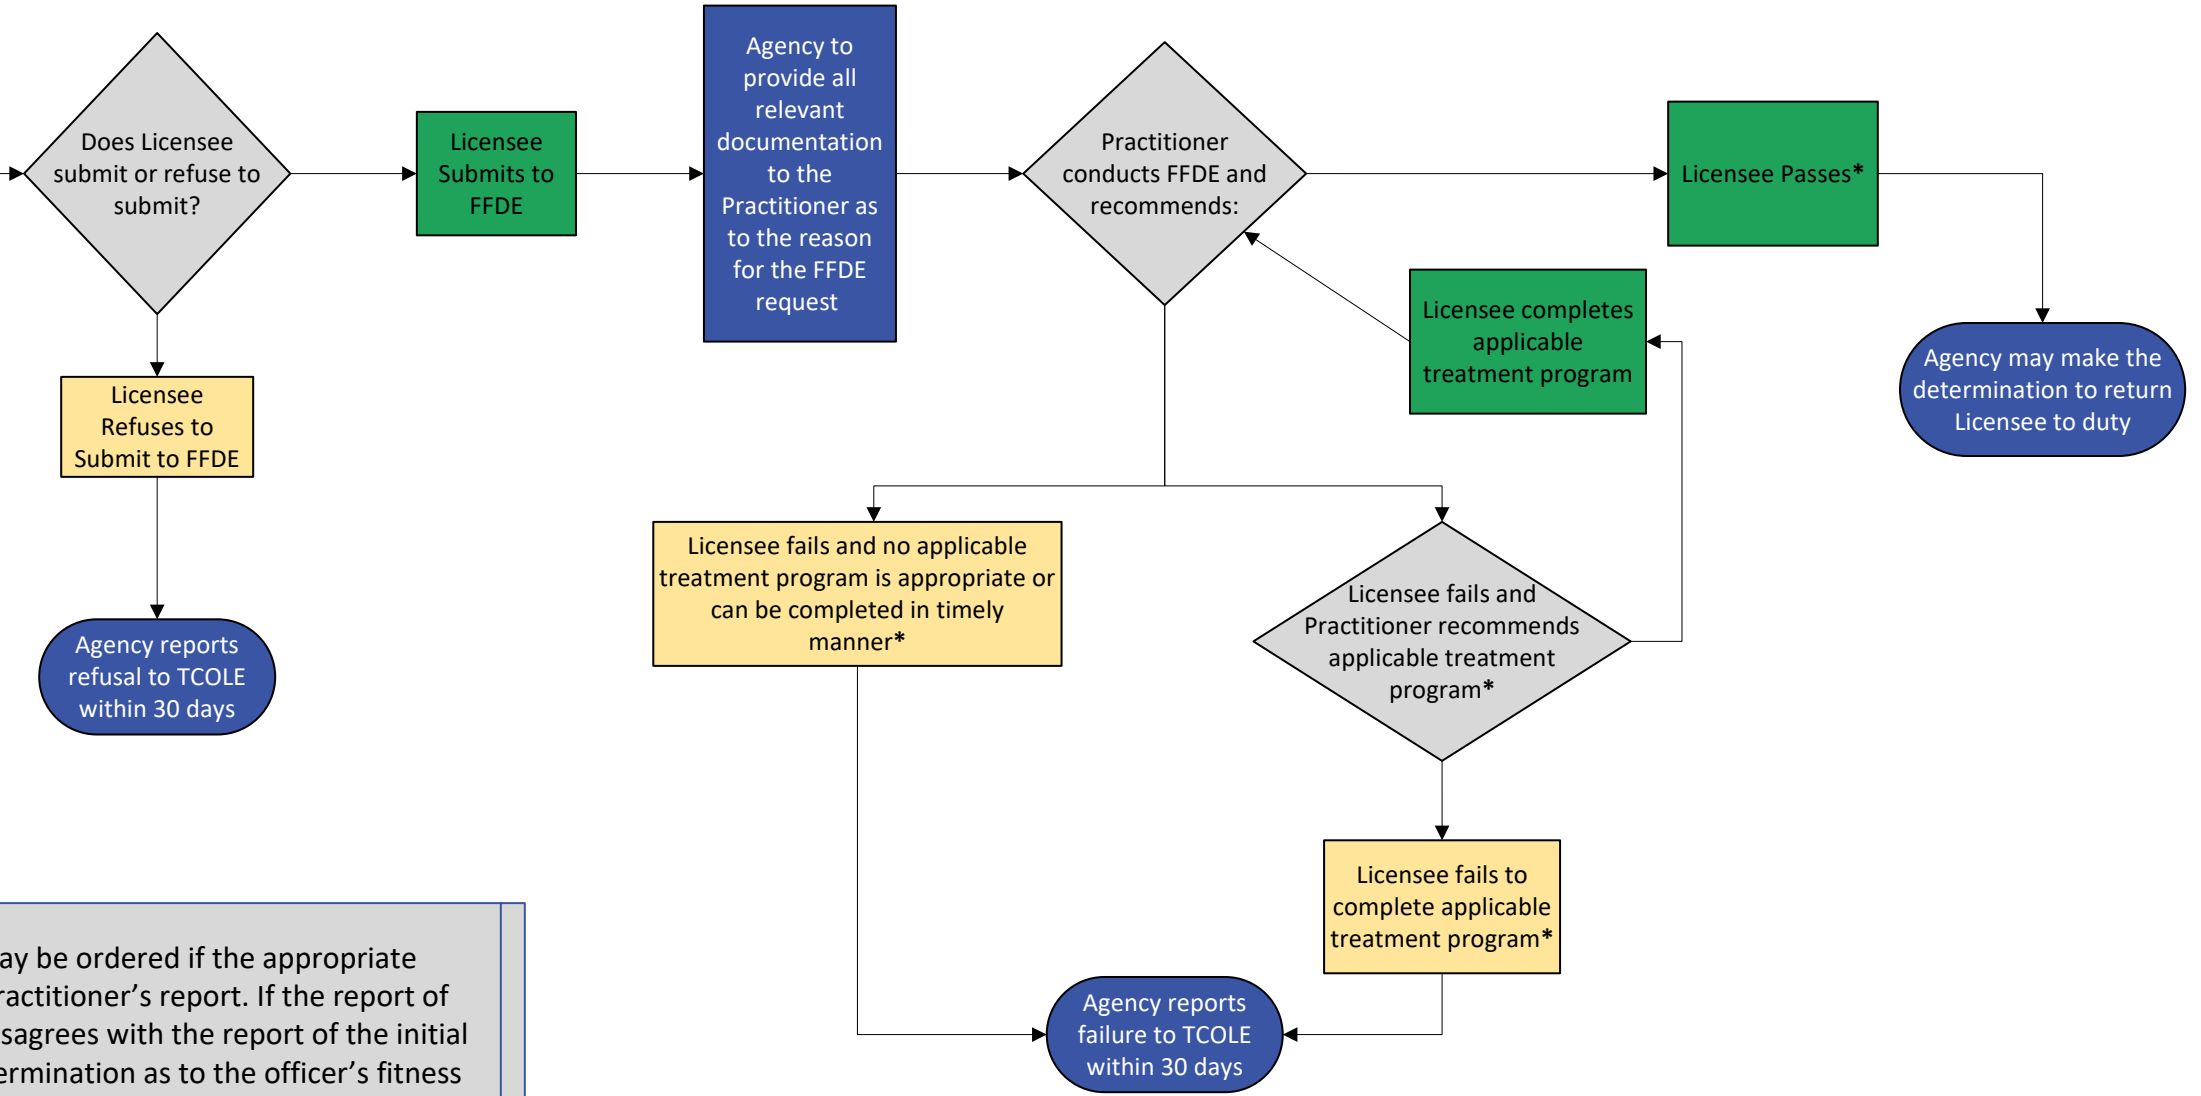 Does Licensee
submit or refuse to
submit?
Licensee
Submits to
FFDE
Agency to
provide all
relevant
documentation
to the
Practitioner as
to the reason
for the FFDE
request
Practitioner
conducts FFDE and
recommends:
Licensee Passes*
Licensee completes
applicable
treatment program
Agency may make the
determination to return
Licensee to duty
Licensee
Refuses to
Submit to FFDE
Agency reports
refusal to TCOLE
within 30 days
Licensee fails and no applicable
treatment program is appropriate or
can be completed in timely
manner*
Licensee fails and
Practitioner recommends
applicable treatment
program*
Licensee fails to
complete applicable
treatment program*
Agency reports
failure to TCOLE
within 30 days
be ordered if the appropriate
report. If the report of
with the report of the initial
as to the officer's fitness